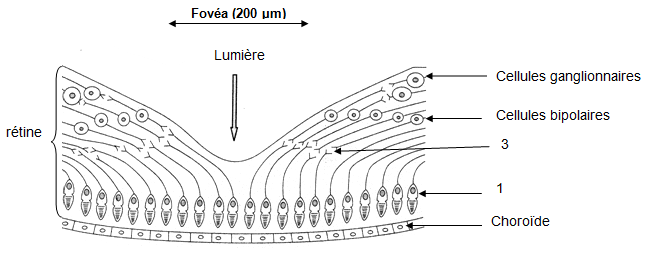 Fovéa (200 µm)
Lumière
Cellules ganglionnaires
Cellules bipolaires
rétine
3
1
Choroïde